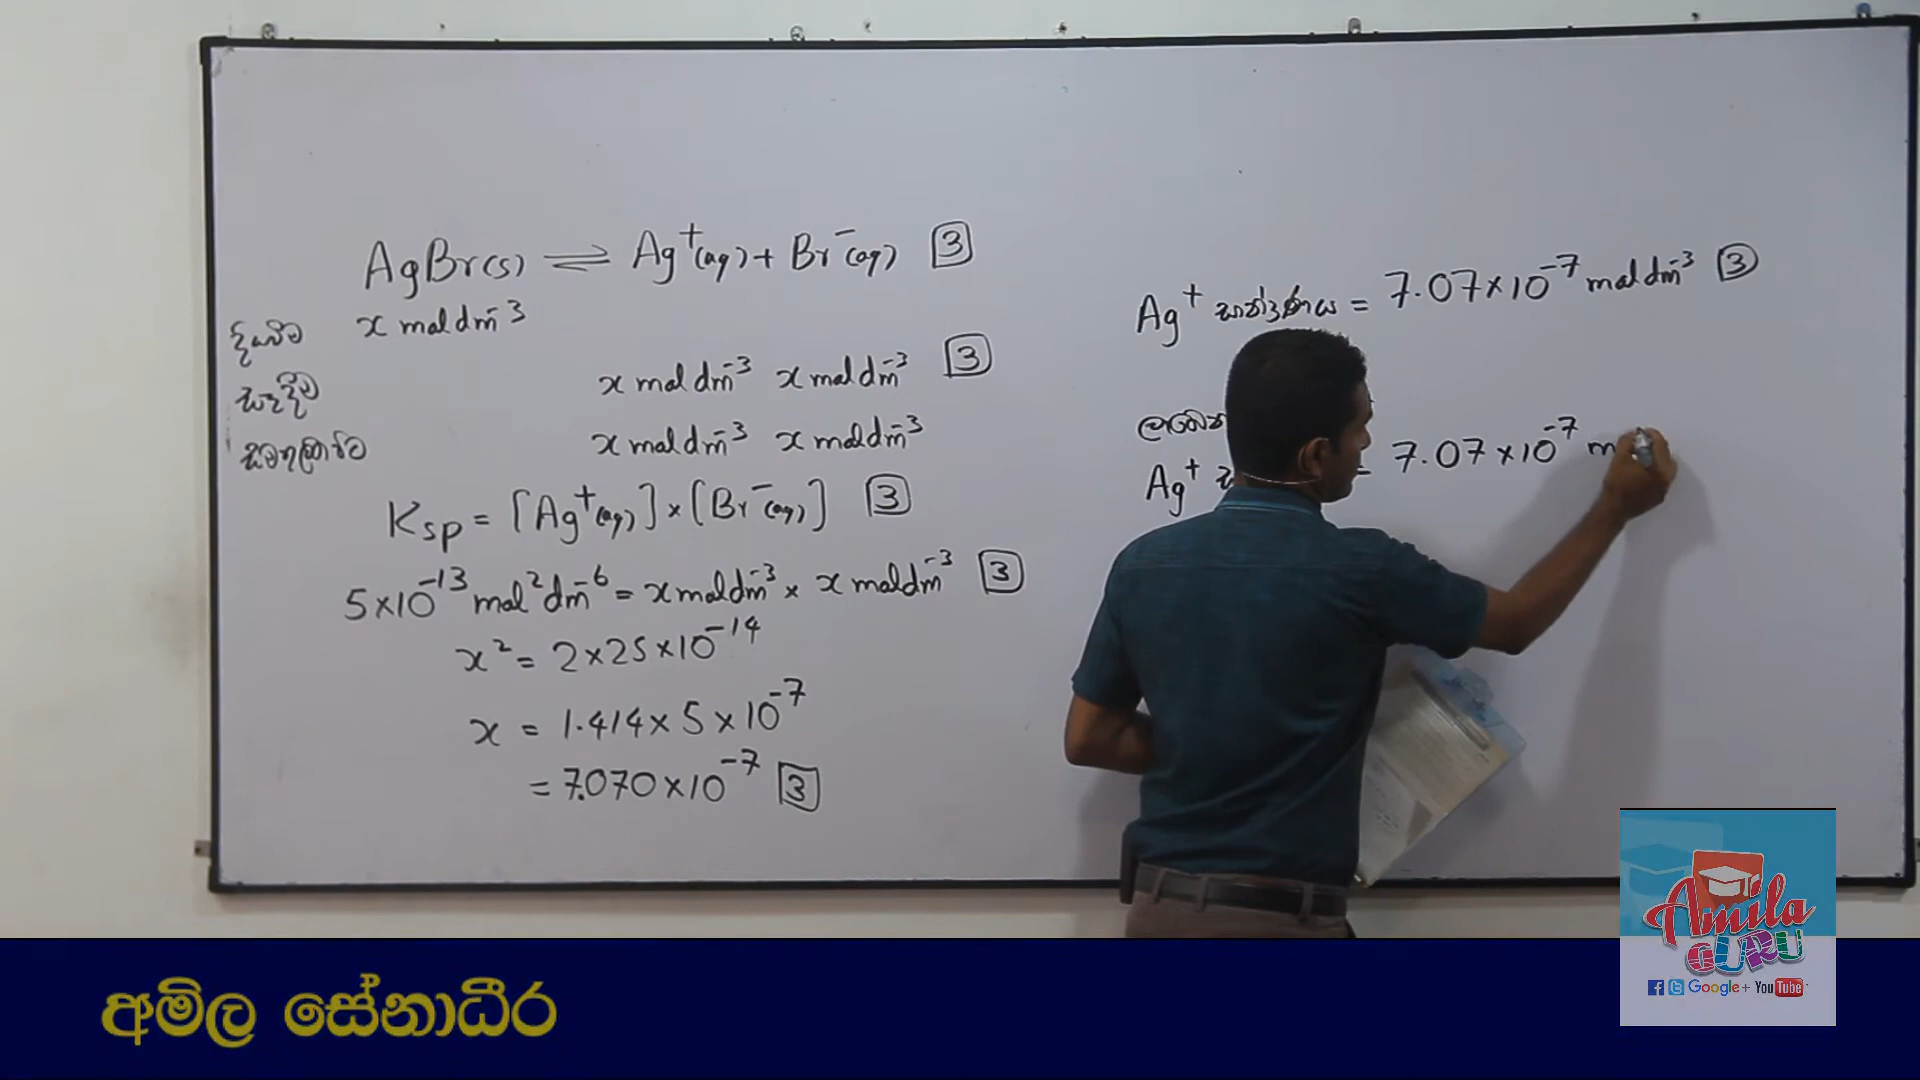 AgBr(s) ⇌ Ag⁺(aq) + Br⁻(aq) 3
දියවීම x mol dm⁻³
සෑදීම x mol dm⁻³ x mol dm⁻³ 3
සමතුලිතවිට x mol dm⁻³ x mol dm⁻³
Ksp = [Ag⁺(aq)] × [Br⁻(aq)] 3
5×10⁻¹³ mol² dm⁻⁶ = x mol dm⁻³ × x mol dm⁻³ 3
x² = 2×25×10⁻¹⁴
x = 1.414 × 5 × 10⁻⁷
= 7.070 × 10⁻⁷ 3
Ag⁺ සාන්ද්‍රණය = 7.07×10⁻⁷ mol dm⁻³ 3
Ag⁺ = 7.07×10⁻⁷ m
අමිල සේනාධීර
Amila
GURU
Google+ YouTube